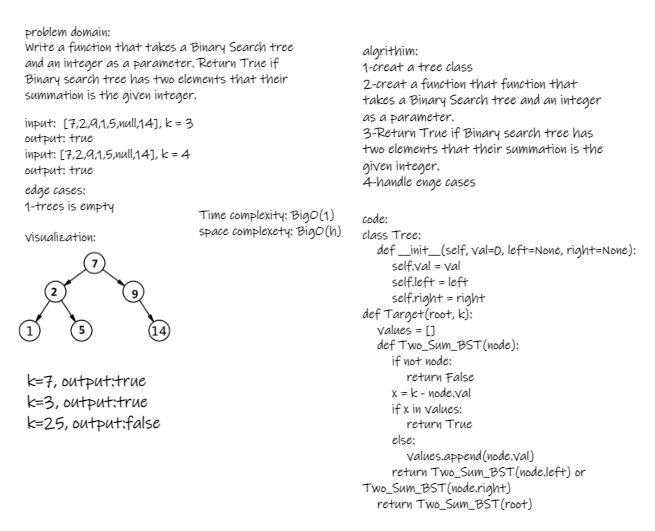 problem domain:
Write a function that takes a Binary Search tree
and an integer as a parameter. Return True if
Binary search tree has two elements that their
summation is the given integer.
input: [7,2,9,1,5,null,14], k = 3
output: true
input: [7,2,9,1,5,null,14], k = 4
output: true
edge cases:
1-trees is empty
Time complexity: BigO(1)
space complexety: BigO(h)
visualization:
7
2
9
1
5
14
k=7, output:true
k=3, output:true
k=25, output:false
algrithim:
1-creat a tree class
2-creat a function that function that
takes a Binary Search tree and an integer
as a parameter.
3-Return True if Binary search tree has
two elements that their summation is the
given integer.
4-handle enge cases
code:
class Tree:
def __init__(self, val=0, left=None, right=None):
self.val = val
self.left = left
self.right = right
def Target(root, k):
values = []
def Two_Sum_BST(node):
if not node:
return False
x = k - node.val
if x in values:
return True
else:
values.append(node.val)
return Two_Sum_BST(node.left) or
Two_Sum_BST(node.right)
return Two_Sum_BST(root)